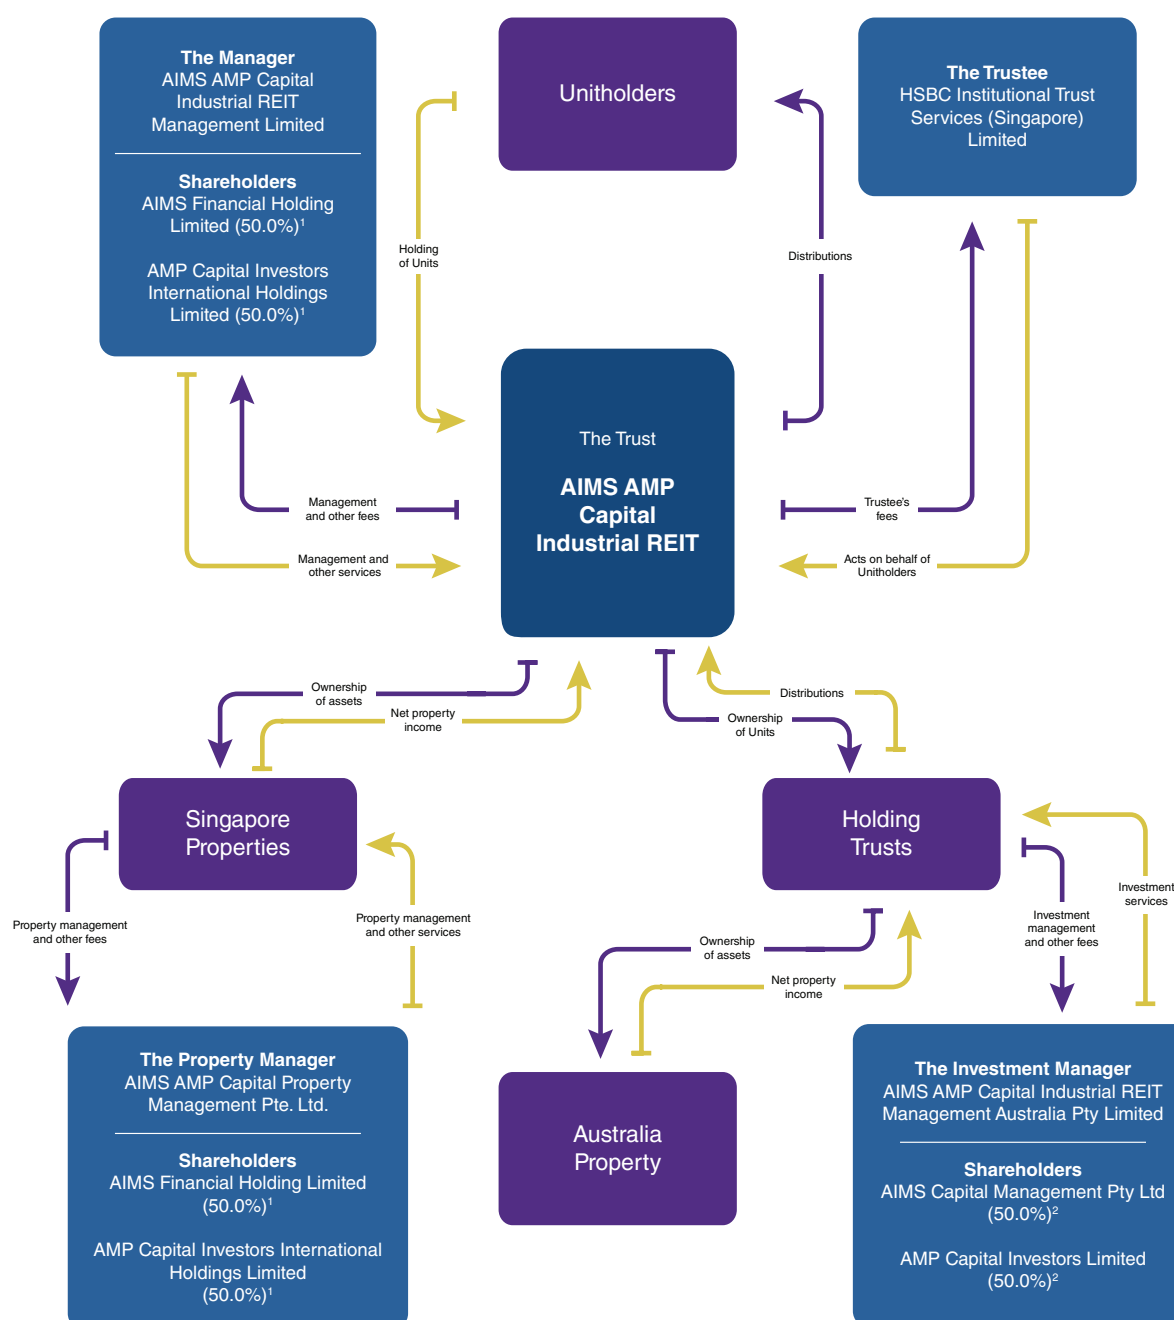 The Manager
AIMS AMP Capital
Industrial REIT
Management Limited
Shareholders
AIMS Financial Holding
Limited (50.0%)¹
AMP Capital Investors
International Holdings
Limited (50.0%)¹
Unitholders
The Trustee
HSBC Institutional Trust
Services (Singapore)
Limited
Holding
of Units
Distributions
The Trust
AIMS AMP
Capital
Industrial REIT
Management
and other fees
Trustee's
fees
Management and
other services
Acts on behalf of
Unitholders
Ownership
of assets
Net property
income
Distributions
Ownership
of Units
Singapore
Properties
Holding
Trusts
Property management
and other fees
Property management
and other services
Ownership
of assets
Net property
income
Investment
management
and other fees
Investment
services
The Property Manager
AIMS AMP Capital Property
Management Pte. Ltd.
Shareholders
AIMS Financial Holding Limited
(50.0%)¹
AMP Capital Investors International
Holdings Limited
(50.0%)¹
Australia
Property
The Investment Manager
AIMS AMP Capital Industrial REIT
Management Australia Pty Limited
Shareholders
AIMS Capital Management Pty Ltd
(50.0%)²
AMP Capital Investors Limited
(50.0%)²